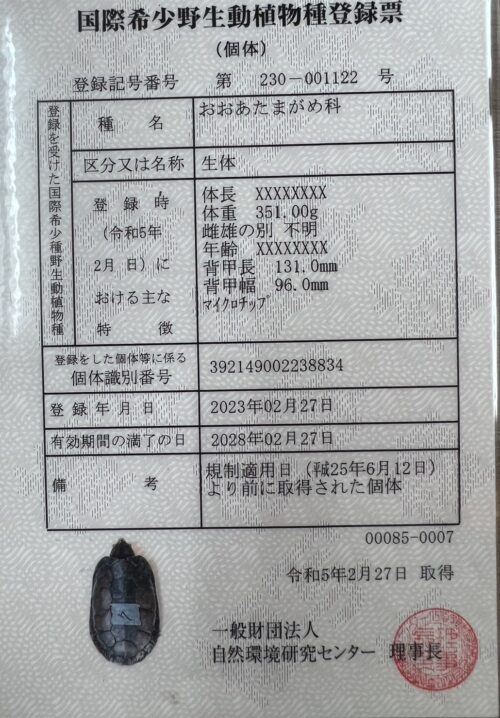 国際希少野生動植物種登録票
(個体)
登録記号番号 第 230-001122 号
登録を受けた国際希少種野生動植物種
種 名 おおあたまがめ科
区分又は名称 生体
登 録 時
(令和5年
2月 日)に
おける主な
特 徴
体長 XXXXXXXX
体重 351.00g
雌雄の別 不明
年齢 XXXXXXXX
背甲長 131.0mm
背甲幅 96.0mm
マイクロチップ
登録をした個体等に係る
個体識別番号 392149002238834
登 録 年 月 日 2023年02月27日
有効期間の満了の日 2028年02月27日
備 考
規制適用日(平25年6月12日)
より前に取得された個体
00085-0007
令和5年2月27日 取得
一般財団法人
自然環境研究センター 理事長